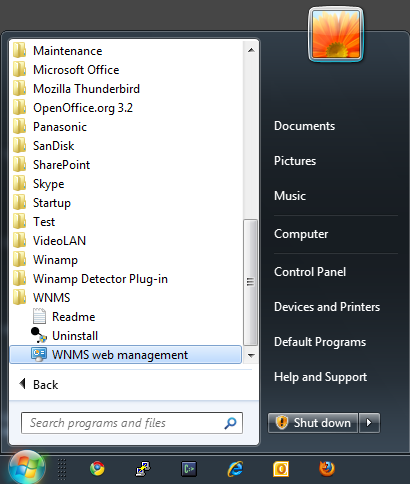 Maintenance
Microsoft Office
Mozilla Thunderbird
OpenOffice.org 3.2
Panasonic
SanDisk
SharePoint
Skype
Startup
Test
VideoLAN
Winamp
Winamp Detector Plug-in
WNMS
Readme
Uninstall
WNMS web management
Back
Search programs and files
Documents
Pictures
Music
Computer
Control Panel
Devices and Printers
Default Programs
Help and Support
Shut down